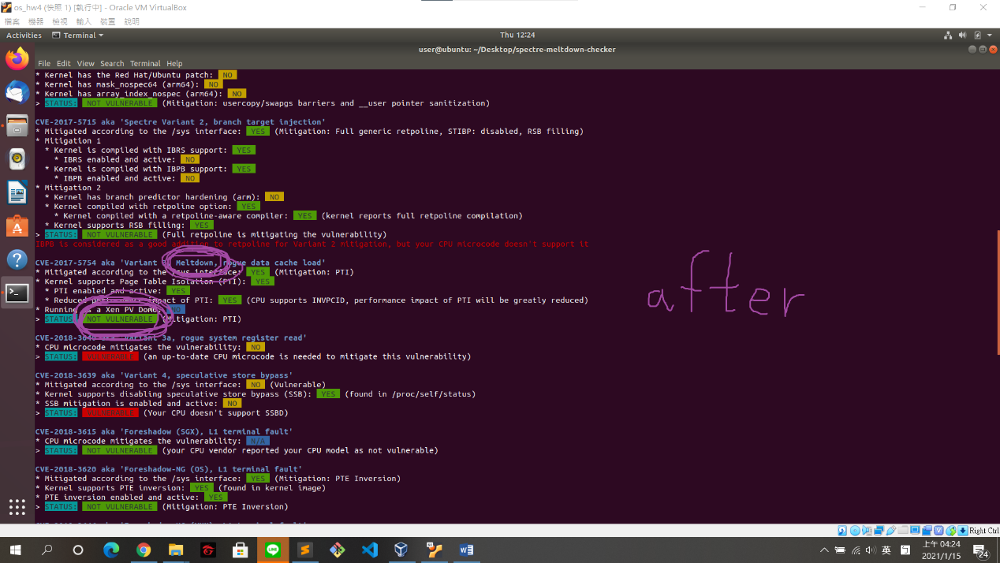 os_hw4 (快照 1) [執行中] - Oracle VM VirtualBox
檔案 機器 檢視 輸入 裝置 說明
Activities Terminal Thu 12:24
user@ubuntu: ~/Desktop/spectre-meltdown-checker
File Edit View Search Terminal Help
* Kernel has the Red Hat/Ubuntu patch: NO
* Kernel has mask_nospec64 (arm64): NO
* Kernel has array_index_nospec (arm64): NO
> STATUS: NOT VULNERABLE (Mitigation: usercopy/swapgs barriers and __user pointer sanitization)
CVE-2017-5715 aka 'Spectre Variant 2, branch target injection'
* Mitigated according to the /sys interface: YES (Mitigation: Full generic retpoline, STIBP: disabled, RSB filling)
* Mitigation 1
* Kernel is compiled with IBRS support: YES
* IBRS enabled and active: NO
* Kernel is compiled with IBPB support: YES
* IBPB enabled and active: NO
* Mitigation 2
* Kernel has branch predictor hardening (arm): NO
* Kernel compiled with retpoline option: YES
* Kernel compiled with a retpoline-aware compiler: YES (kernel reports full retpoline compilation)
* Kernel supports RSB filling: YES
> STATUS: NOT VULNERABLE (Full retpoline is mitigating the vulnerability)
IBPB is considered as a good addition to retpoline for Variant 2 mitigation, but your CPU microcode doesn't support it
CVE-2017-5754 aka 'Variant Meltdown, rogue data cache load'
* Mitigated according to the /sys interface: YES (Mitigation: PTI)
* Kernel supports Page Table Isolation (PTI): YES
* PTI enabled and active: YES
* Reduced performance impact of PTI: YES (CPU supports INVPCID, performance impact of PTI will be greatly reduced)
* Running as a Xen PV DomU: NO
> STATUS: NOT VULNERABLE (Mitigation: PTI)
after
CVE-2018-3640 aka 'Variant 3a, rogue system register read'
* CPU microcode mitigates the vulnerability: NO
> STATUS: VULNERABLE (an up-to-date CPU microcode is needed to mitigate this vulnerability)
CVE-2018-3639 aka 'Variant 4, speculative store bypass'
* Mitigated according to the /sys interface: NO (Vulnerable)
* Kernel supports disabling speculative store bypass (SSB): YES (found in /proc/self/status)
* SSB mitigation is enabled and active: NO
> STATUS: VULNERABLE (Your CPU doesn't support SSBD)
CVE-2018-3615 aka 'Foreshadow (SGX), L1 terminal fault'
* CPU microcode mitigates the vulnerability: N/A
> STATUS: NOT VULNERABLE (your CPU vendor reported your CPU model as not vulnerable)
CVE-2018-3620 aka 'Foreshadow-NG (OS), L1 terminal fault'
* Mitigated according to the /sys interface: YES (Mitigation: PTE Inversion)
* Kernel supports PTE inversion: YES (found in kernel image)
* PTE inversion enabled and active: YES
> STATUS: NOT VULNERABLE (Mitigation: PTE Inversion)
Right Ctrl
英
上午 04:24
2021/1/15
24